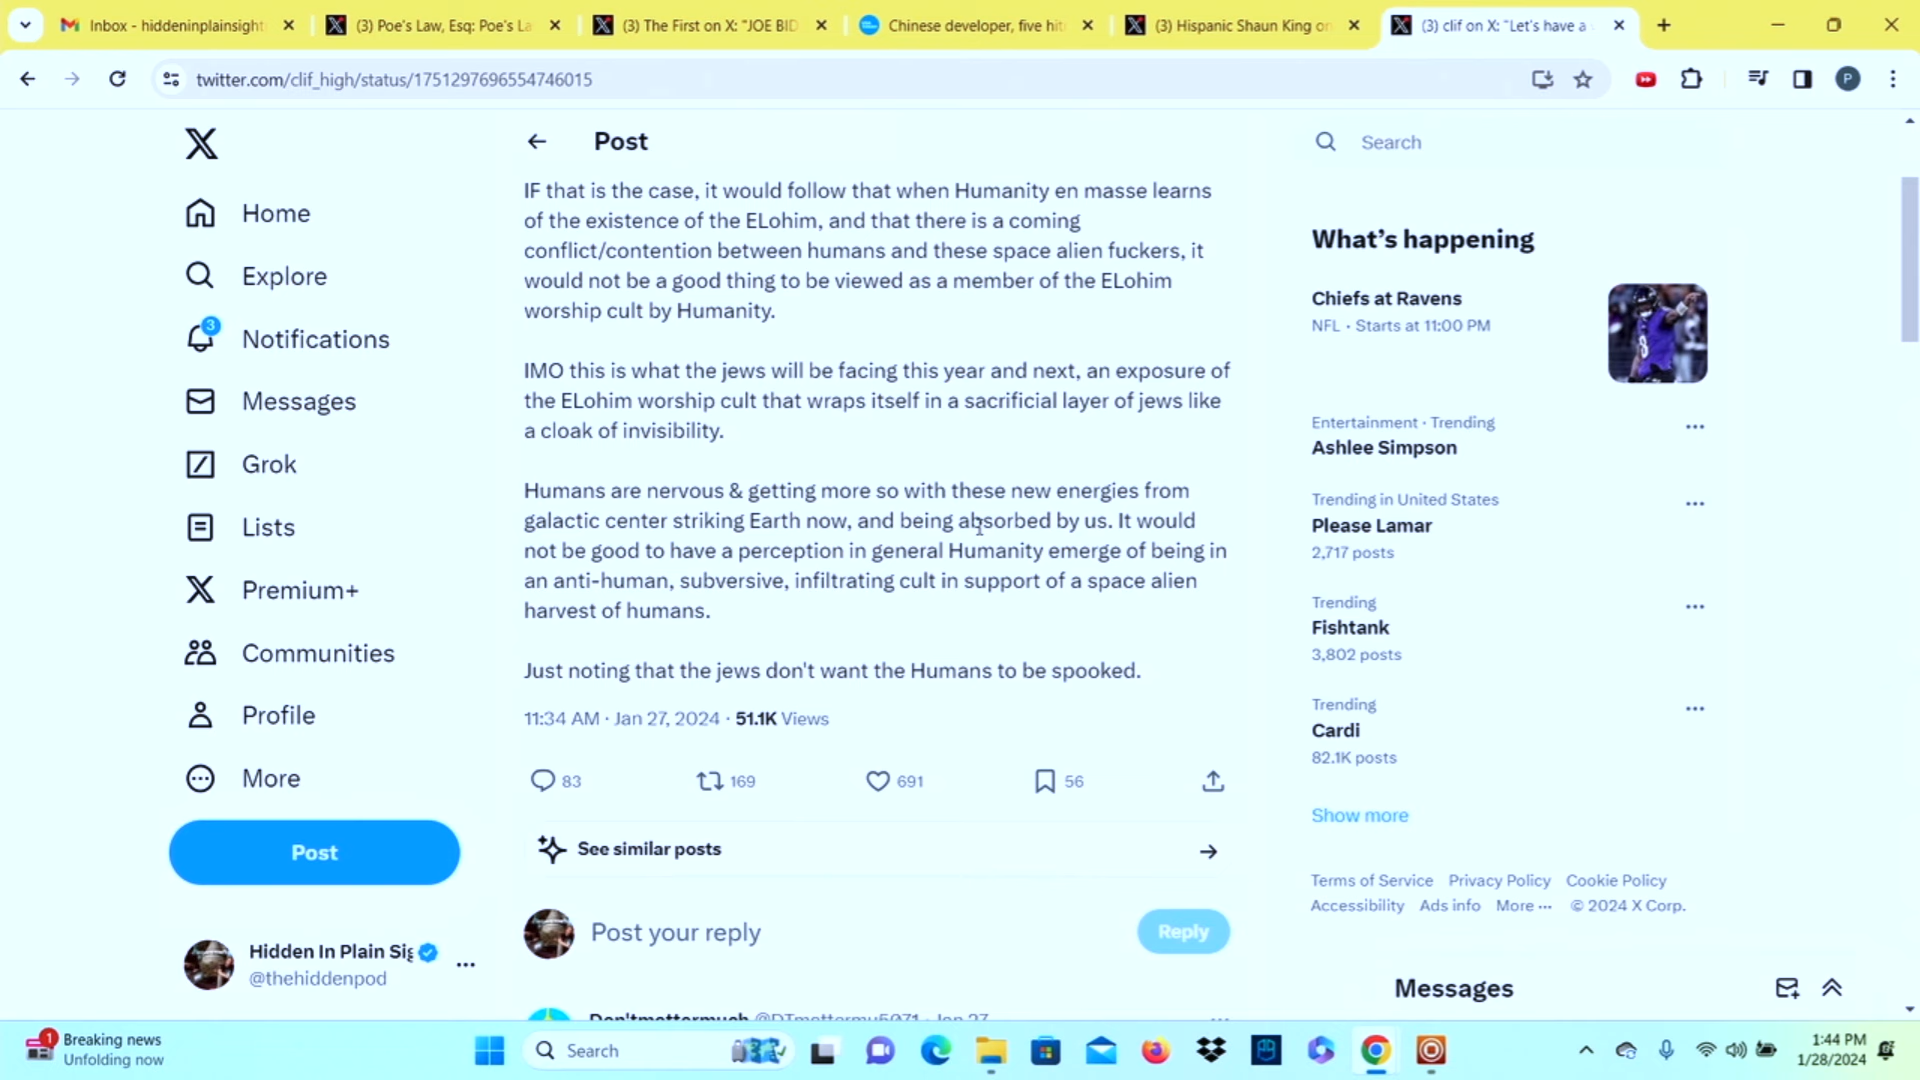 Inbox - hiddeninplainsight
(3) Poe's Law, Esq: Poe's La
(3) The First on X: "JOE BID
Chinese developer, five hit
(3) Hispanic Shaun King on
(3) clif on X: "Let's have a
twitter.com/clif_high/status/1751297696554746015
P
Home
Explore
3
Notifications
Messages
Grok
Lists
Premium+
Communities
Profile
More
Post
Hidden In Plain Sig
@thehiddenpod
Post
IF that is the case, it would follow that when Humanity en masse learns
of the existence of the ELohim, and that there is a coming
conflict/contention between humans and these space alien fuckers, it
would not be a good thing to be viewed as a member of the ELohim
worship cult by Humanity.
IMO this is what the jews will be facing this year and next, an exposure of
the ELohim worship cult that wraps itself in a sacrificial layer of jews like
a cloak of invisibility.
Humans are nervous & getting more so with these new energies from
galactic center striking Earth now, and being absorbed by us. It would
not be good to have a perception in general Humanity emerge of being in
an anti-human, subversive, infiltrating cult in support of a space alien
harvest of humans.
Just noting that the jews don't want the Humans to be spooked.
11:34 AM · Jan 27, 2024 · 51.1K Views
83 169 691 56
See similar posts
Post your reply
Reply
Don'tmattermuch @DTmattermu5071 · Jan 27
Search
What's happening
Chiefs at Ravens
NFL · Starts at 11:00 PM
Entertainment · Trending
Ashlee Simpson
Trending in United States
Please Lamar
2,717 posts
Trending
Fishtank
3,802 posts
Trending
Cardi
82.1K posts
Show more
Terms of Service Privacy Policy Cookie Policy
Accessibility Ads info More ··· © 2024 X Corp.
Messages
1
Breaking news
Unfolding now
Search
1:44 PM
1/28/2024